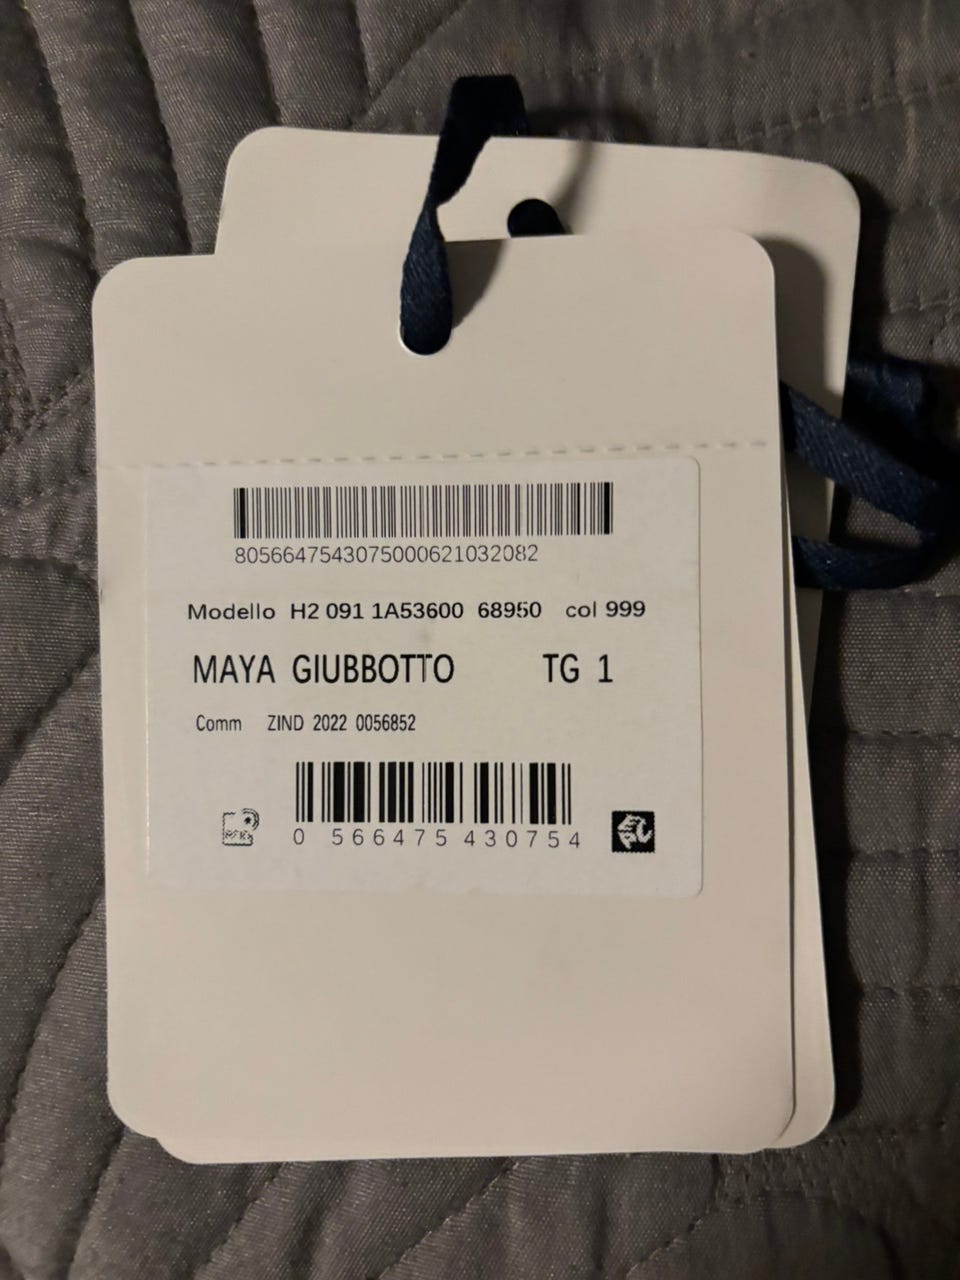 8056647543075000621032082
Modello H2 091 1A53600 68950 col 999
MAYA GIUBBOTTO TG 1
Comm ZIND 2022 0056852
0 566475 430754